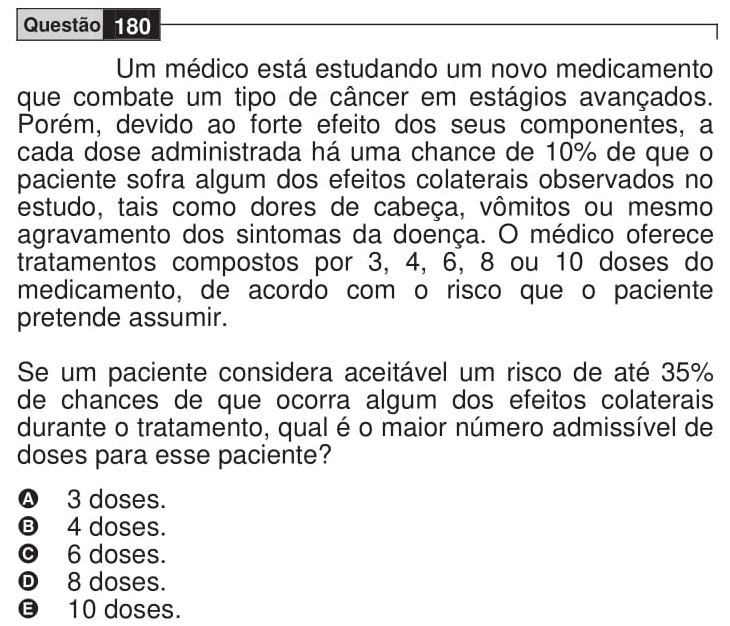 Questão 180
Um médico está estudando um novo medicamento
que combate um tipo de câncer em estágios avançados.
Porém, devido ao forte efeito dos seus componentes, a
cada dose administrada há uma chance de 10% de que o
paciente sofra algum dos efeitos colaterais observados no
estudo, tais como dores de cabeça, vômitos ou mesmo
agravamento dos sintomas da doença. O médico oferece
tratamentos compostos por 3, 4, 6, 8 ou 10 doses do
medicamento, de acordo com o risco que o paciente
pretende assumir.
Se um paciente considera aceitável um risco de até 35%
de chances de que ocorra algum dos efeitos colaterais
durante o tratamento, qual é o maior número admissível de
doses para esse paciente?
A 3 doses.
B 4 doses.
C 6 doses.
D 8 doses.
E 10 doses.